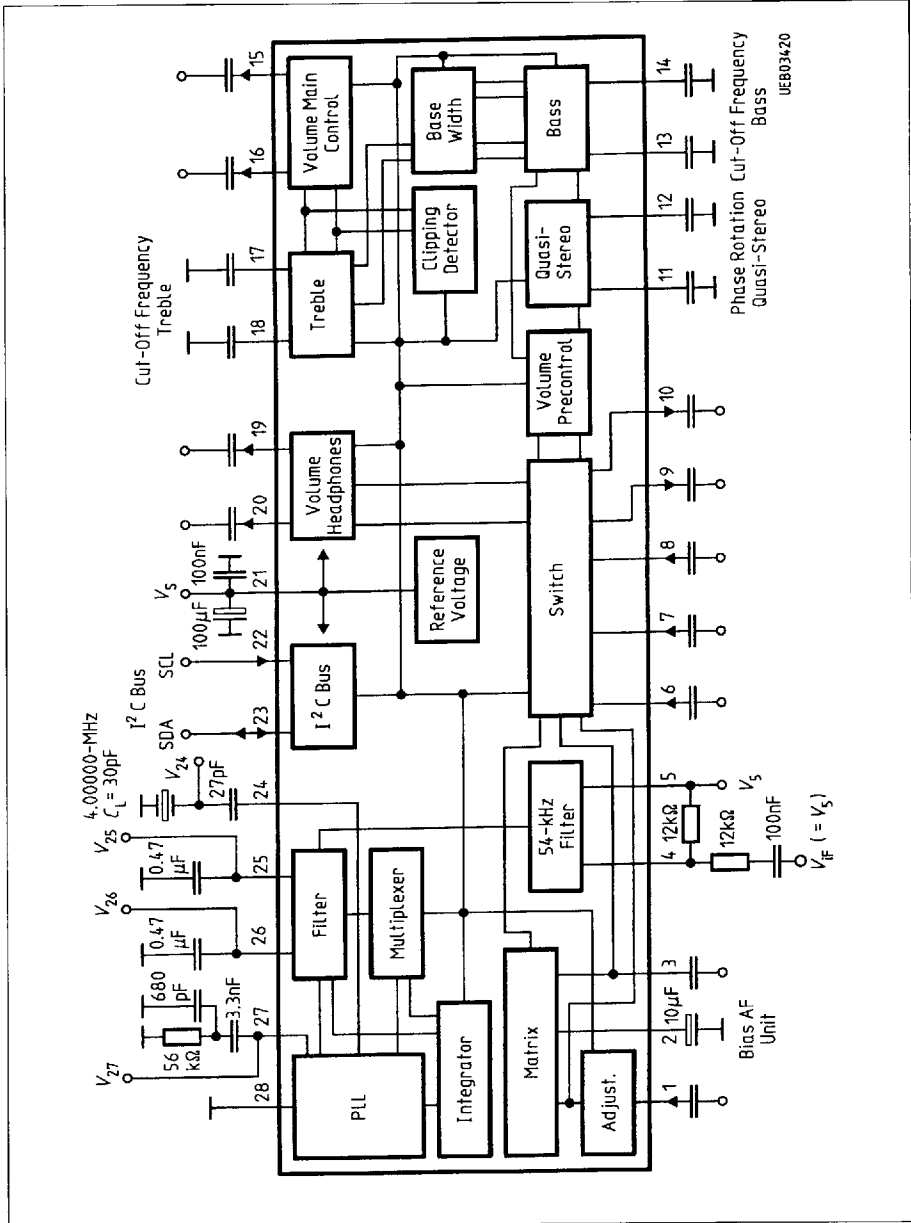 4.00000-MHz
C_L = 30pF
I²C Bus
Cut-Off Frequency
Treble
V₂₇
V₂₆
V₂₅
V₂₄
SDA
SCL
V_S
56
kΩ
680
pF
3.3nF
0.47
µF
0.47
µF
27pF
100µF
100nF
28
27
26
25
24
23
22
21
20
19
18
17
16
15
PLL
Filter
Multiplexer
Integrator
I²C Bus
Volume
Headphones
Treble
Volume Main
Control
Reference
Voltage
Clipping
Detector
Base
Width
Matrix
Adjust.
54-kHz
Filter
Switch
Volume
Precontrol
Quasi-
Stereo
Bass
1
2
3
4
5
6
7
8
9
10
11
12
13
14
10µF
Bias AF
Unit
12kΩ
12kΩ
100nF
V_S
V_iF (= V_5)
Phase Rotation
Quasi-Stereo
Cut-Off Frequency
Bass
UEB03420